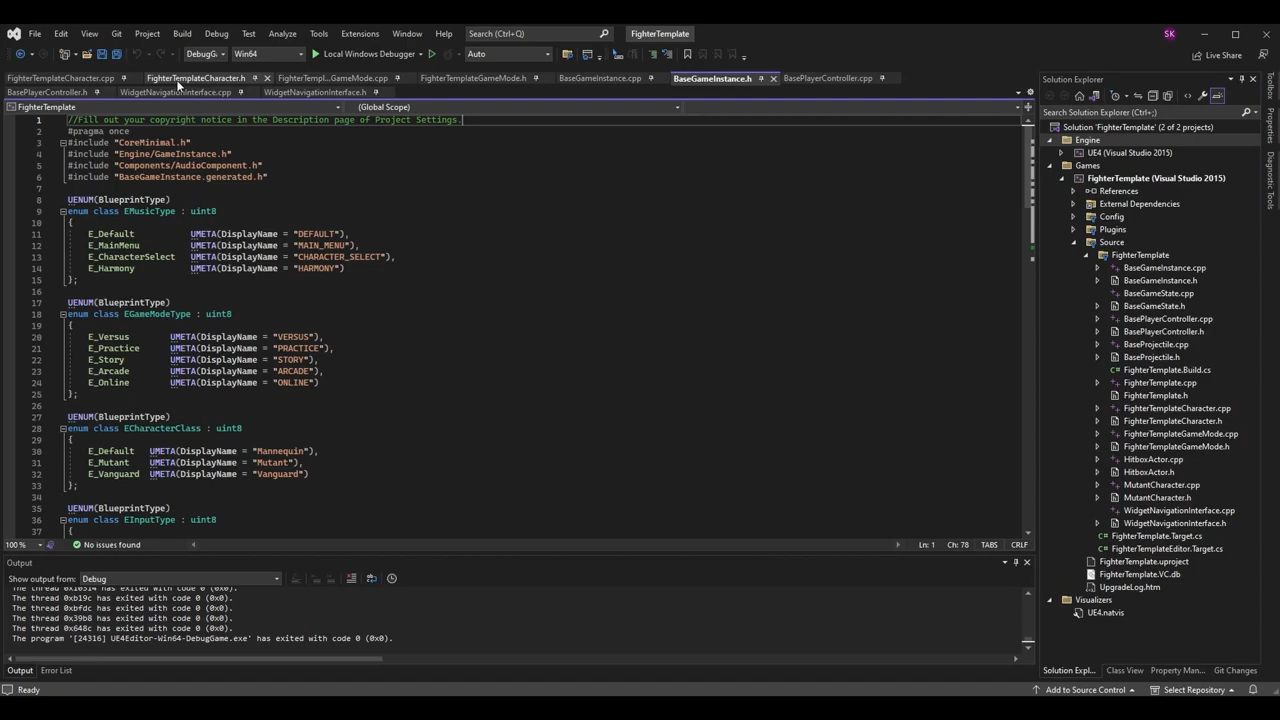 File Edit View Git Project Build Debug Test Analyze Tools Extensions Window Help Search (Ctrl+Q) FighterTemplate SK
DebugG Win64 Local Windows Debugger Auto Live Share
FighterTemplateCharacter.cpp FighterTemplateCharacter.h FighterTempl...GameMode.cpp FighterTemplateGameMode.h BaseGameInstance.cpp BaseGameInstance.h BasePlayerController.cpp
BasePlayerController.h WidgetNavigationInterface.cpp WidgetNavigationInterface.h
FighterTemplate (Global Scope)
1 //Fill out your copyright notice in the Description page of Project Settings.
2 #pragma once
3 #include "CoreMinimal.h"
4 #include "Engine/GameInstance.h"
5 #include "Components/AudioComponent.h"
6 #include "BaseGameInstance.generated.h"
7
8 UENUM(BlueprintType)
9 enum class EMusicType : uint8
10 {
11 E_Default UMETA(DisplayName = "DEFAULT"),
12 E_MainMenu UMETA(DisplayName = "MAIN_MENU"),
13 E_CharacterSelect UMETA(DisplayName = "CHARACTER_SELECT"),
14 E_Harmony UMETA(DisplayName = "HARMONY")
15 };
16
17 UENUM(BlueprintType)
18 enum class EGameModeType : uint8
19 {
20 E_Versus UMETA(DisplayName = "VERSUS"),
21 E_Practice UMETA(DisplayName = "PRACTICE"),
22 E_Story UMETA(DisplayName = "STORY"),
23 E_Arcade UMETA(DisplayName = "ARCADE"),
24 E_Online UMETA(DisplayName = "ONLINE")
25 };
26
27 UENUM(BlueprintType)
28 enum class ECharacterClass : uint8
29 {
30 E_Default UMETA(DisplayName = "Mannequin"),
31 E_Mutant UMETA(DisplayName = "Mutant"),
32 E_Vanguard UMETA(DisplayName = "Vanguard")
33 };
34
35 UENUM(BlueprintType)
36 enum class EInputType : uint8
37 {
100 % No issues found Ln: 1 Ch: 78 TABS CRLF
Output
Show output from: Debug
The thread 0x10314 has exited with code 0 (0x0).
The thread 0xb19c has exited with code 0 (0x0).
The thread 0xbfdc has exited with code 0 (0x0).
The thread 0x39b8 has exited with code 0 (0x0).
The thread 0x648c has exited with code 0 (0x0).
The program '[24316] UE4Editor-Win64-DebugGame.exe' has exited with code 0 (0x0).
Output Error List
Ready
Solution Explorer
Search Solution Explorer (Ctrl+;)
Solution 'FighterTemplate' (2 of 2 projects)
Engine
UE4 (Visual Studio 2015)
Games
FighterTemplate (Visual Studio 2015)
References
External Dependencies
Config
Plugins
Source
FighterTemplate
BaseGameInstance.cpp
BaseGameInstance.h
BaseGameState.cpp
BaseGameState.h
BasePlayerController.cpp
BasePlayerController.h
BaseProjectile.cpp
BaseProjectile.h
FighterTemplate.Build.cs
FighterTemplate.cpp
FighterTemplate.h
FighterTemplateCharacter.cpp
FighterTemplateCharacter.h
FighterTemplateGameMode.cpp
FighterTemplateGameMode.h
HitboxActor.cpp
HitboxActor.h
MutantCharacter.cpp
MutantCharacter.h
WidgetNavigationInterface.cpp
WidgetNavigationInterface.h
FighterTemplate.Target.cs
FighterTemplateEditor.Target.cs
FighterTemplate.uproject
FighterTemplate.VC.db
UpgradeLog.htm
Visualizers
UE4.natvis
Solution Expl... Class View Property Man... Git Changes
Add to Source Control Select Repository
Toolbox
Properties
Diagnostic Tools